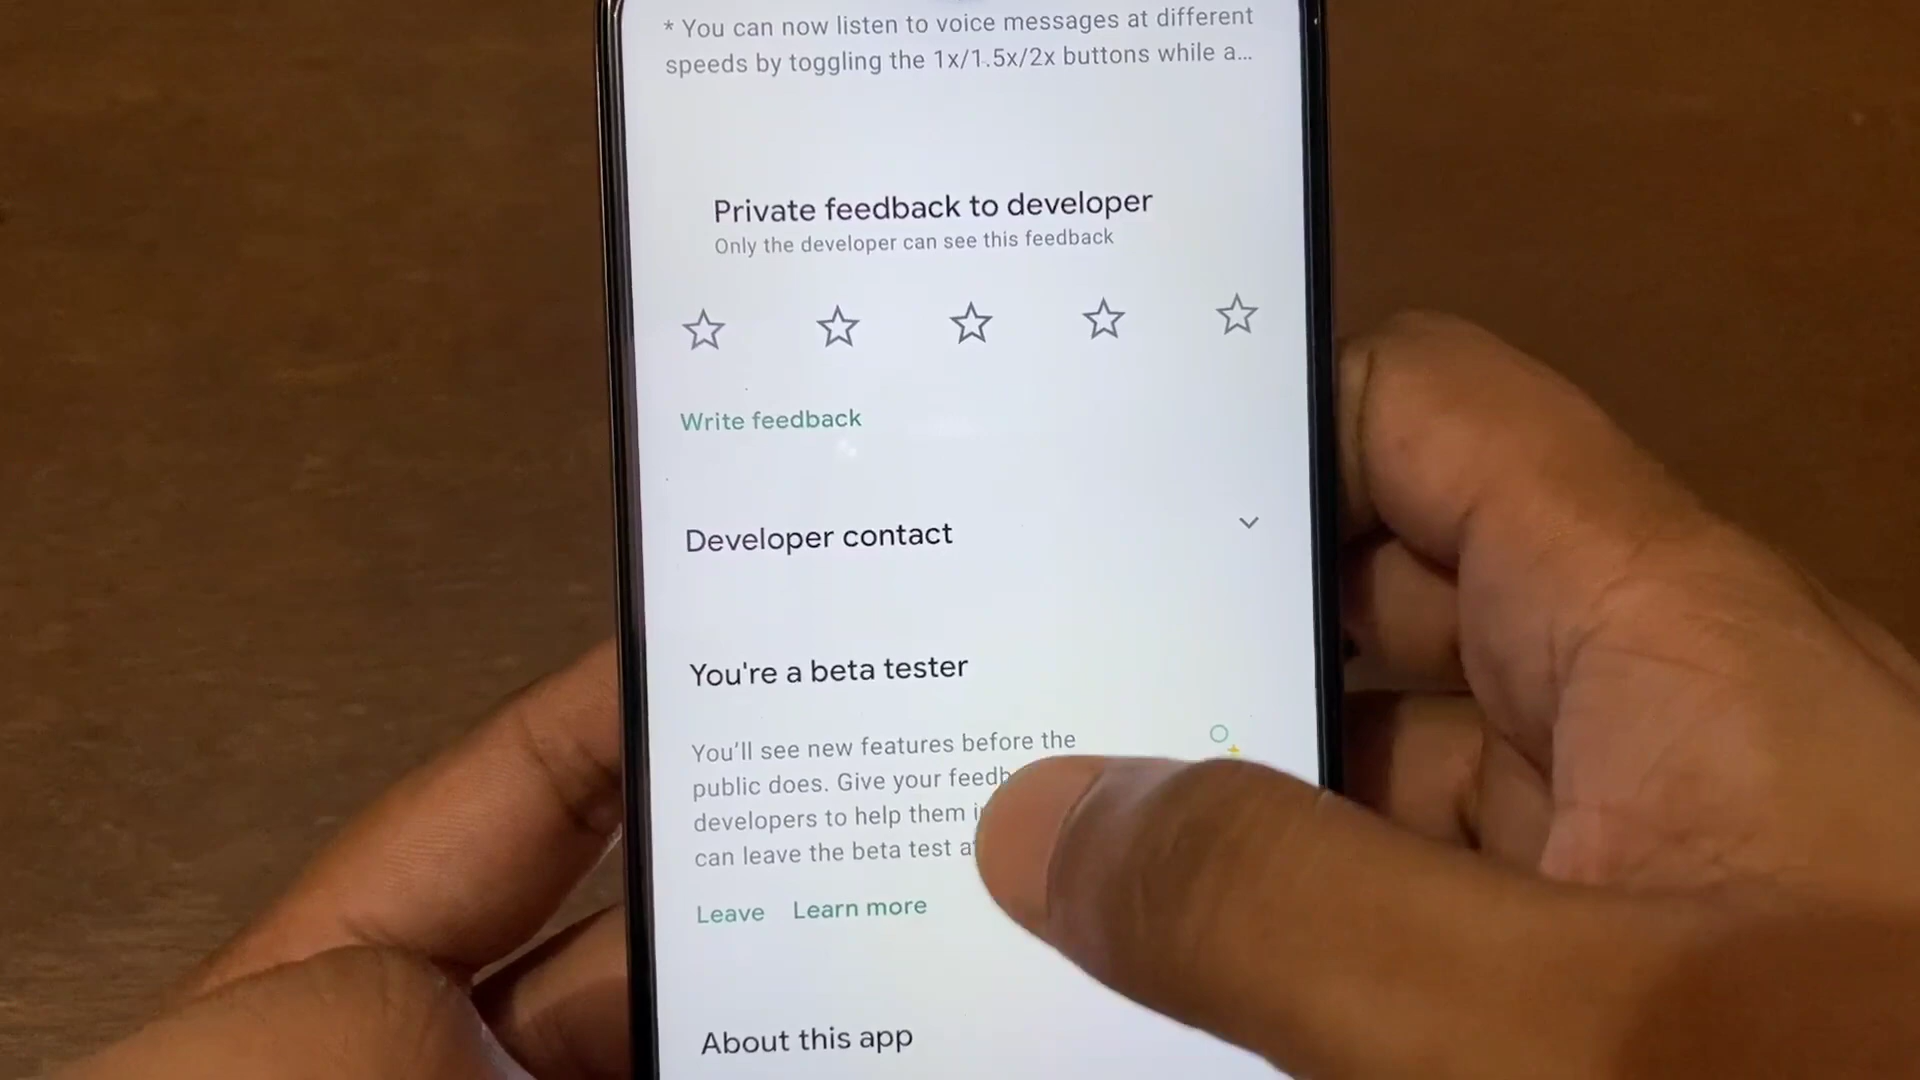 * You can now listen to voice messages at different
speeds by toggling the 1x/1.5x/2x buttons while a...
Private feedback to developer
Only the developer can see this feedback
Write feedback
Developer contact
You're a beta tester
You'll see new features before the
public does. Give your
developers to help them
can leave the beta test
Leave Learn more
About this app